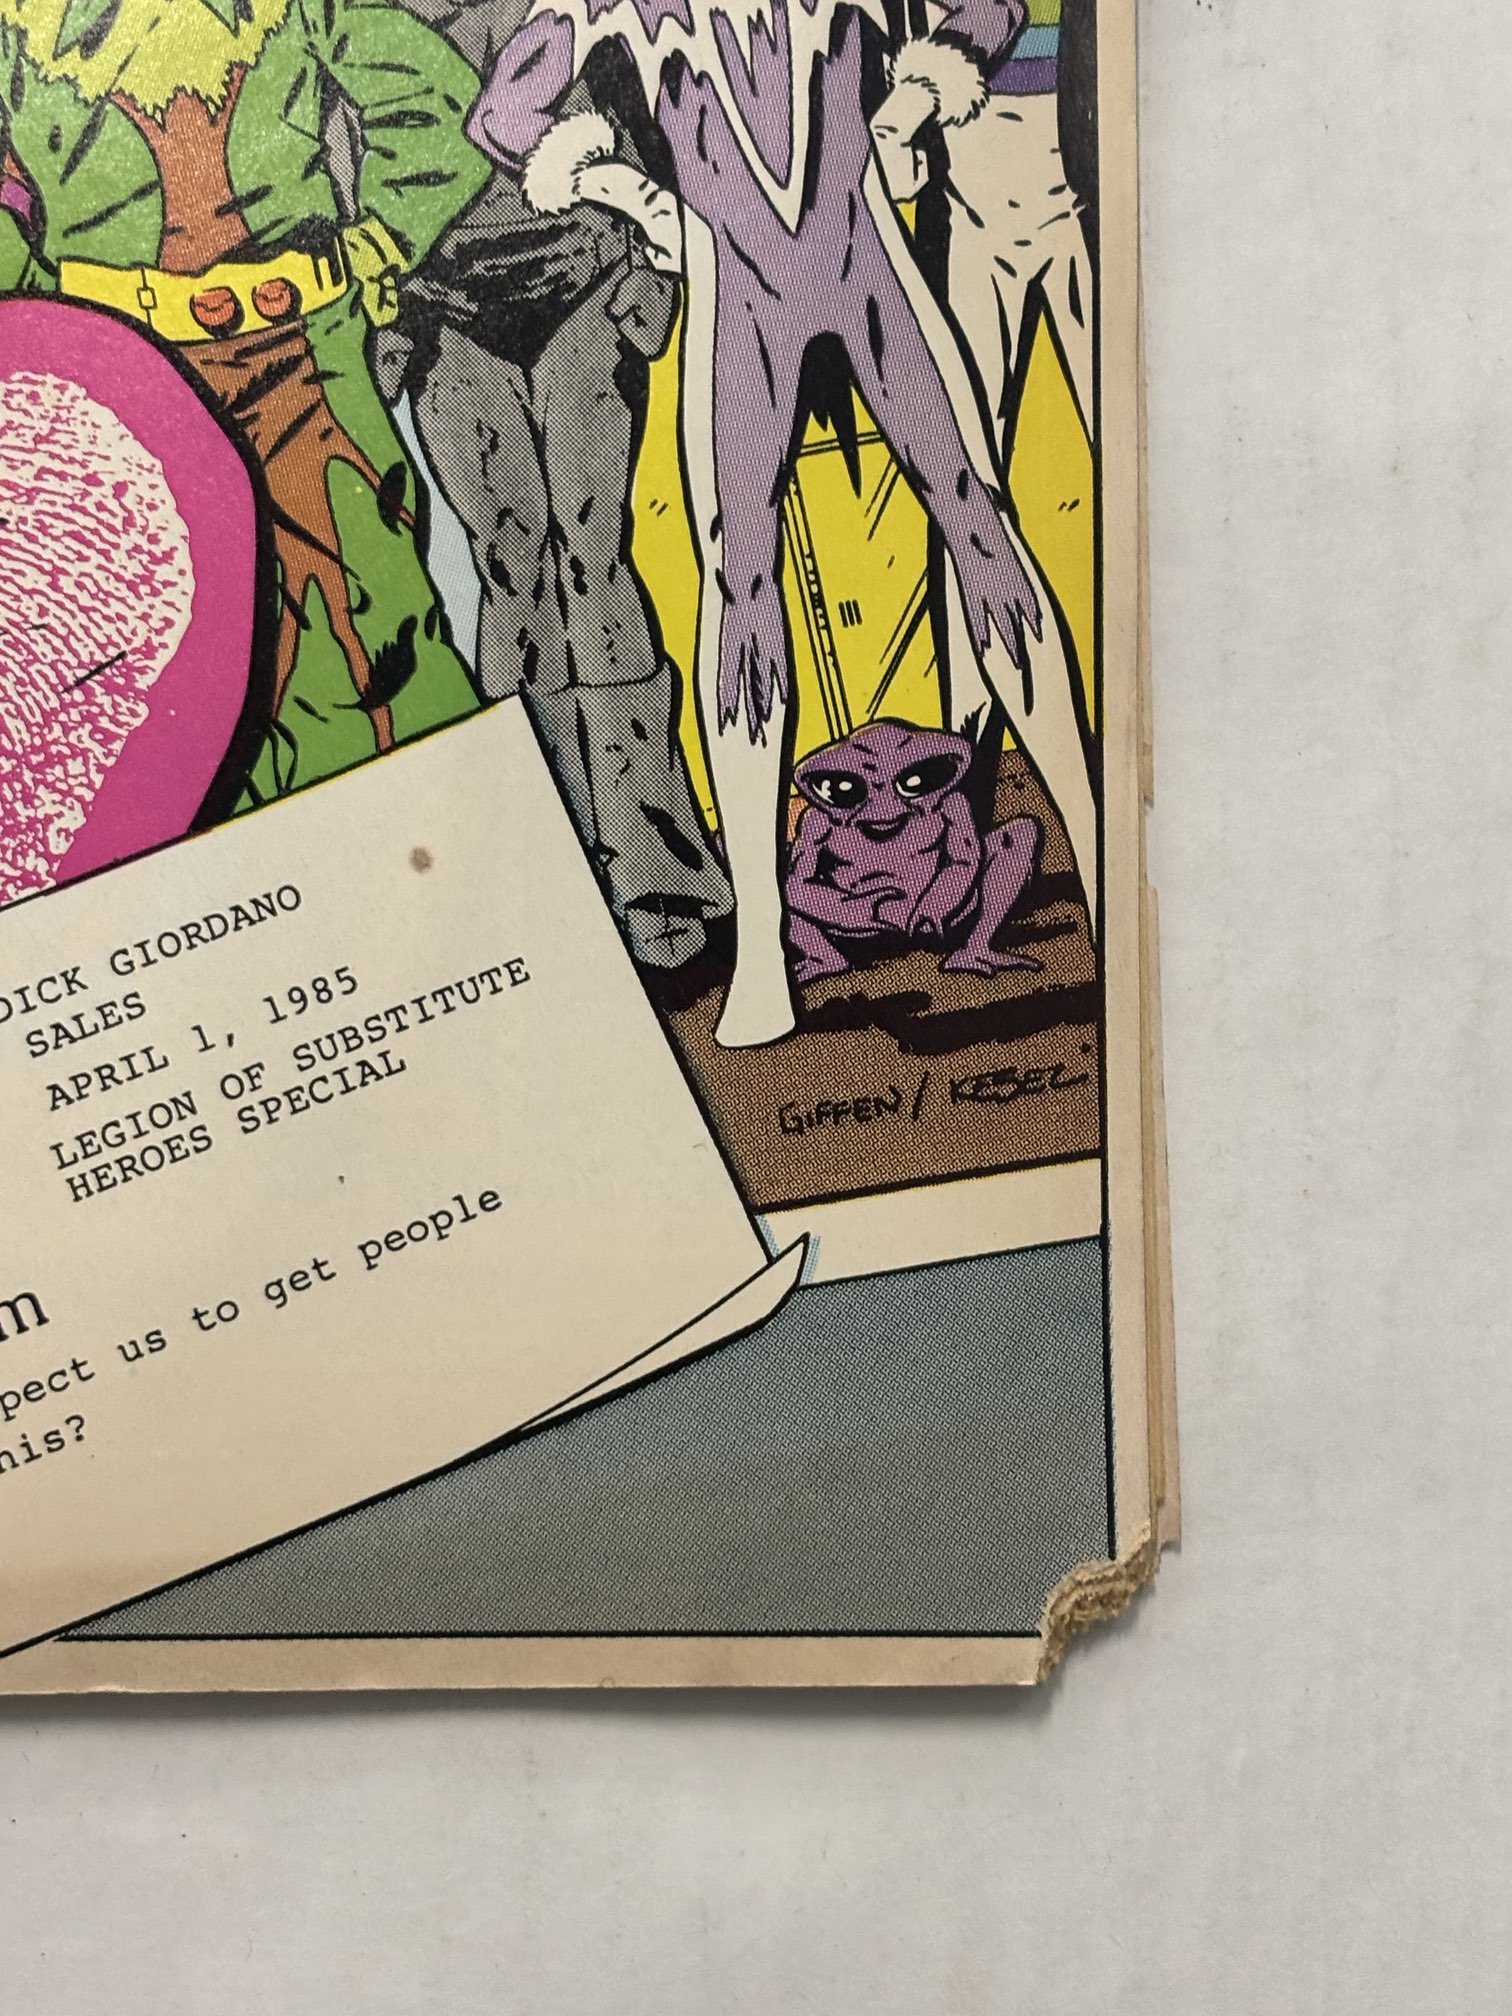 DICK GIORDANO
SALES
APRIL 1, 1985
LEGION OF SUBSTITUTE
HEROES SPECIAL
m
pect us to get people
his?
GIFFEN / KESEL